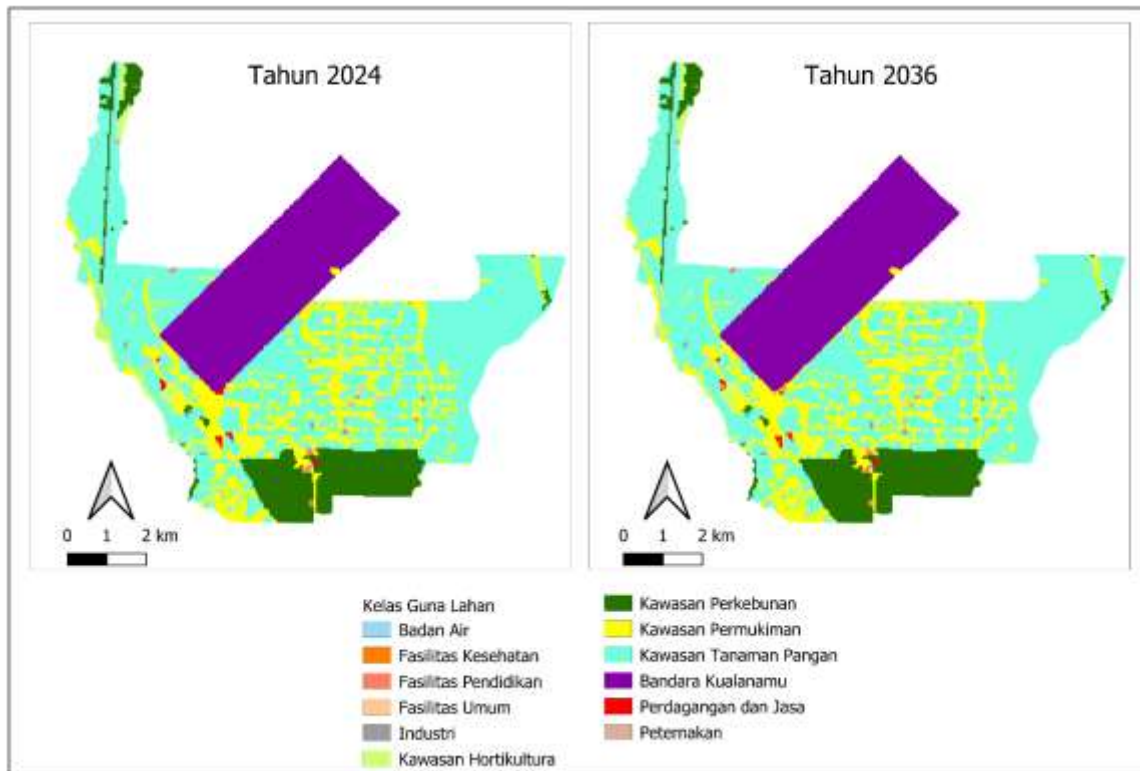 Tahun 2024
Tahun 2036
0 1 2 km
0 1 2 km
Kelas Guna Lahan
Badan Air
Fasilitas Kesehatan
Fasilitas Pendidikan
Fasilitas Umum
Industri
Kawasan Hortikultura
Kawasan Perkebunan
Kawasan Permukiman
Kawasan Tanaman Pangan
Bandara Kualanamu
Perdagangan dan Jasa
Peternakan